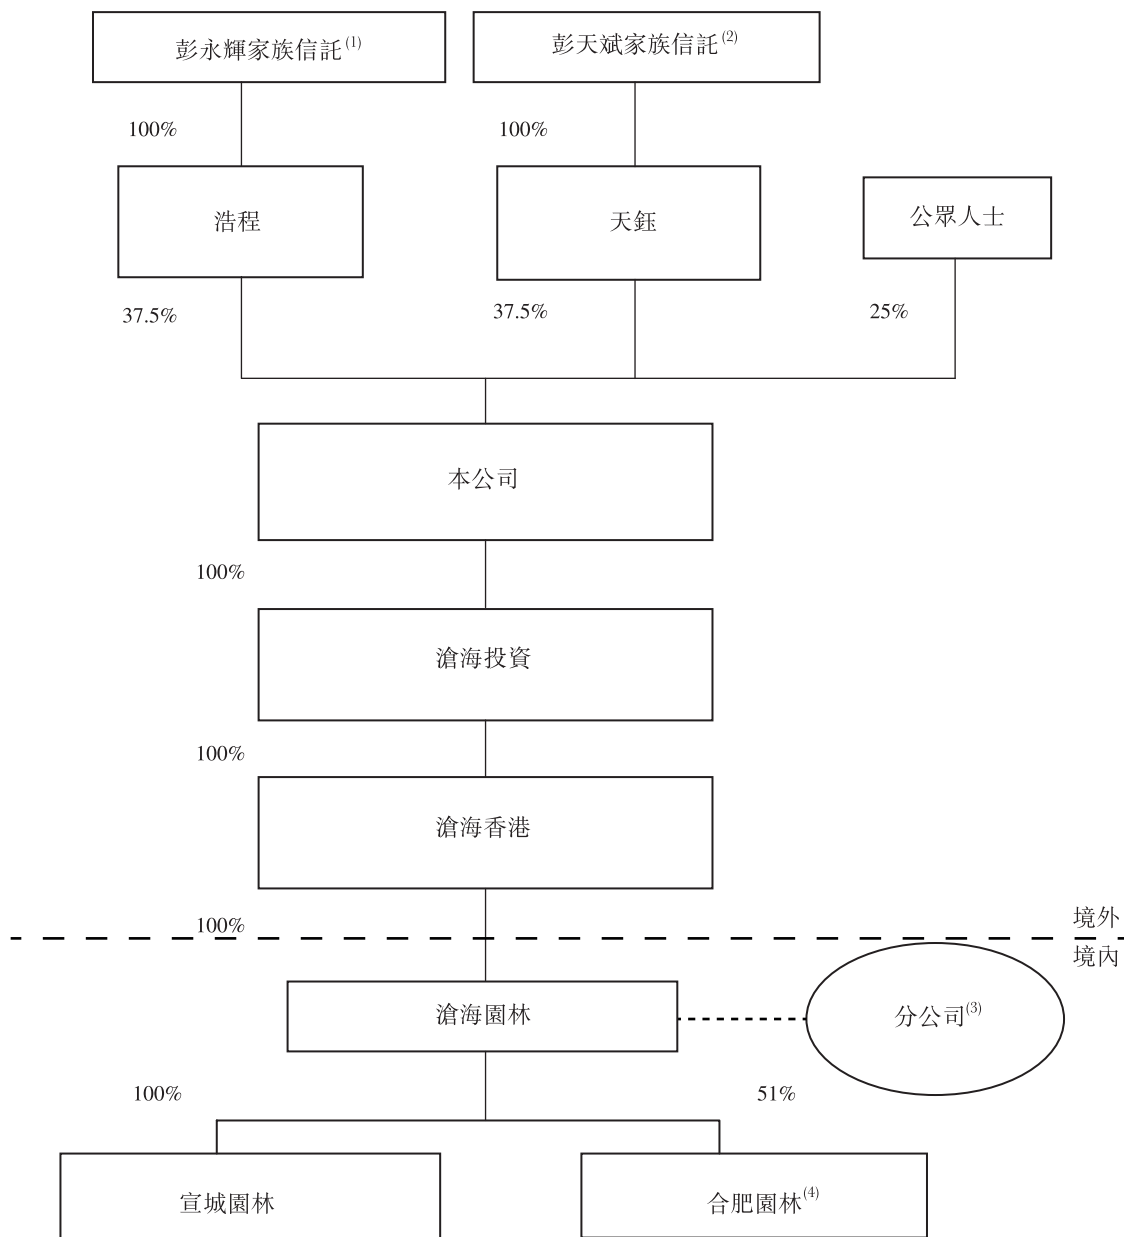 彭永輝家族信託(1)
彭天斌家族信託(2)
100%
100%
浩程
天鈺
公眾人士
37.5%
37.5%
25%
本公司
100%
滄海投資
100%
滄海香港
100%
境外
境內
滄海園林
分公司(3)
100%
51%
宣城園林
合肥園林(4)